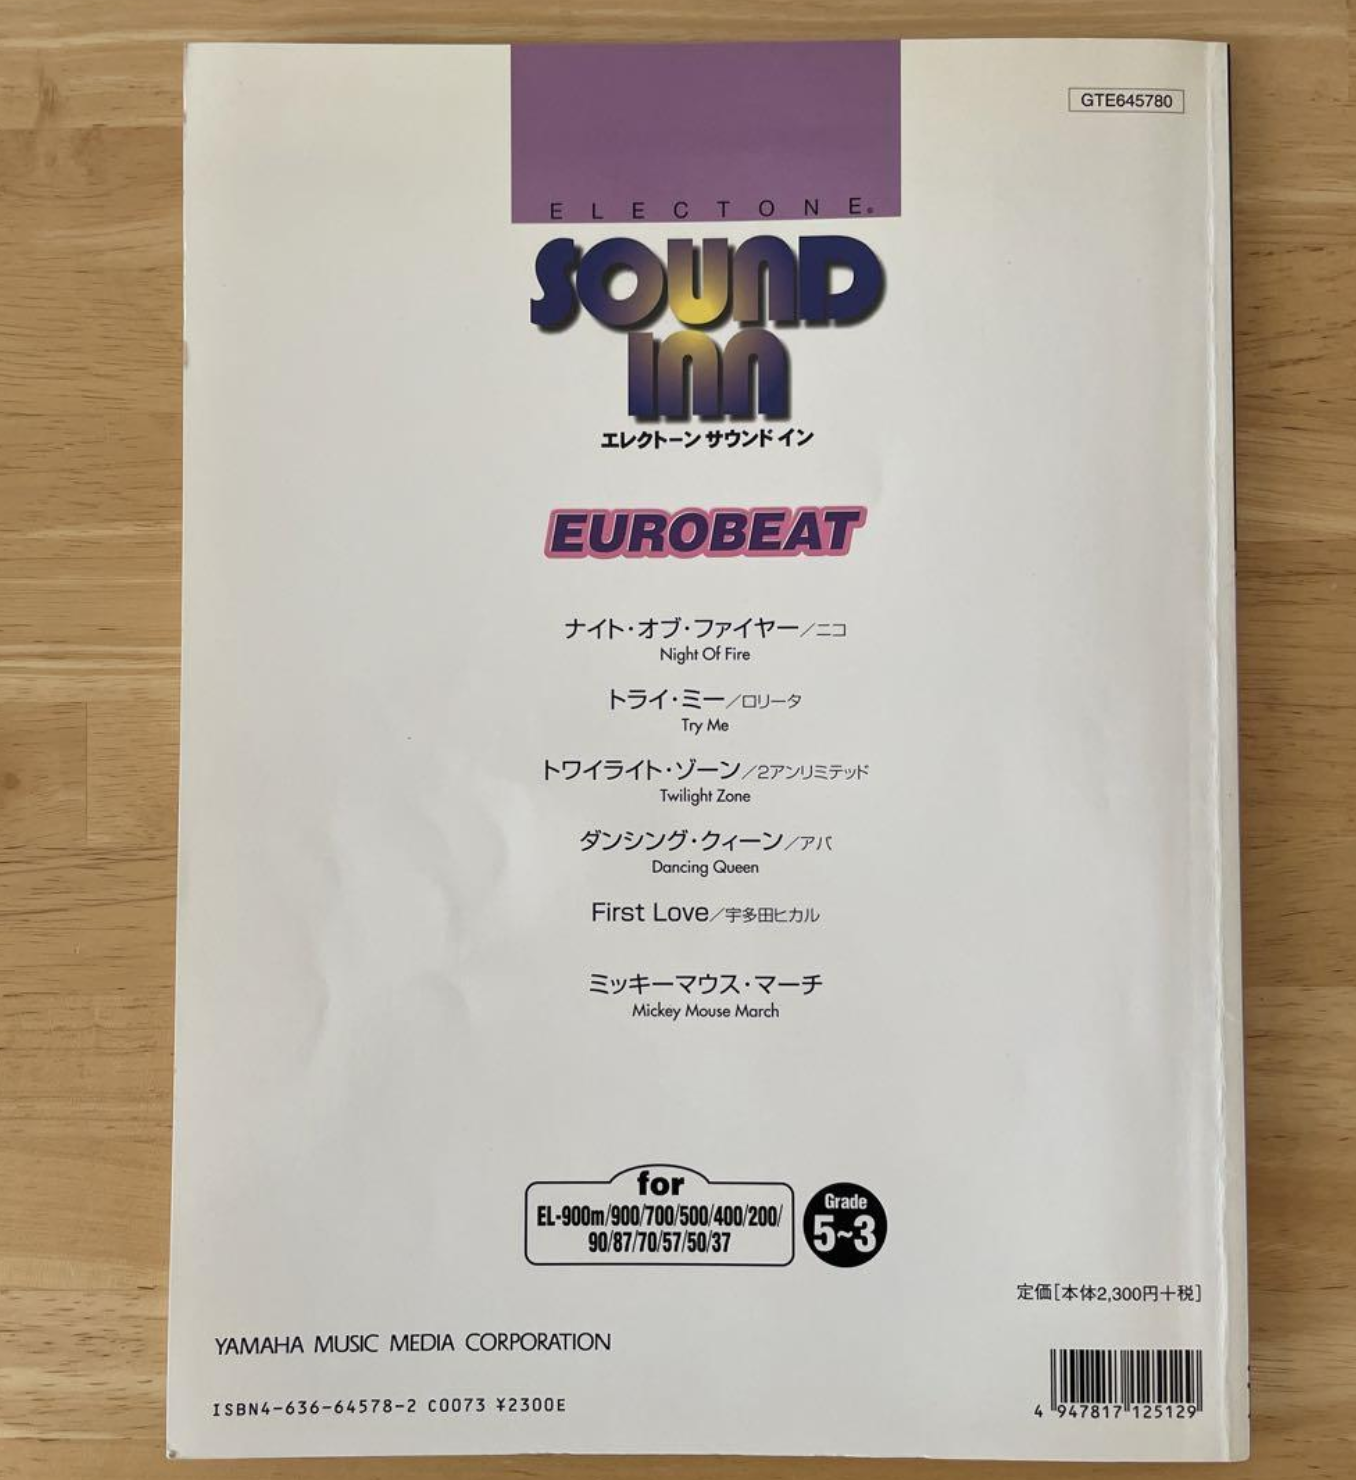 GTE645780
ELECTONE®
SOUND
INN
エレクトーン サウンド イン
EUROBEAT
ナイト・オブ・ファイヤー／ニコ
Night Of Fire
トライ・ミー／ロリータ
Try Me
トワイライト・ゾーン／2アンリミテッド
Twilight Zone
ダンシング・クィーン／アバ
Dancing Queen
First Love／宇多田ヒカル
ミッキーマウス・マーチ
Mickey Mouse March
for
EL-900m/900/700/500/400/200/
90/87/70/57/50/37
Grade
5~3
定価[本体2,300円＋税]
YAMAHA MUSIC MEDIA CORPORATION
ISBN4-636-64578-2 C0073 ¥2300E
4 947817 125129